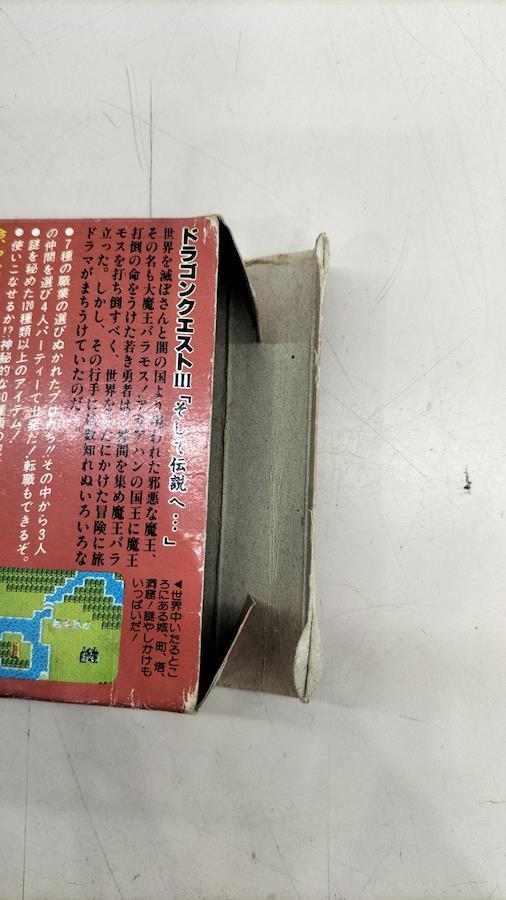 ドラゴンクエストIII「そして伝説へ…」
世界を滅ぼさんと闇の国より
われた邪悪な魔王、
その名も大魔王バラモス!アリアハンの国王に魔王
打倒の命をうけた若き勇者は、仲間を集め魔王バラ
モスを打ち倒すべく、世界を
たにかけた冒険に旅
立った。しかし、その行手には数知れぬいろいろな
ドラマがまちうけていたのだ
●7種の職業の選びぬかれたプロたち!!その中から3人
の仲間を選び4人パーティーで出発だ!転職もできるぞ。
●謎を秘めた120種類以上のアイテム!
●使いこなせるか!?神秘的な
◀世界中いたるとこ
ろにある城、町、塔、
洞窟!謎やしかけも
いっぱいだ!